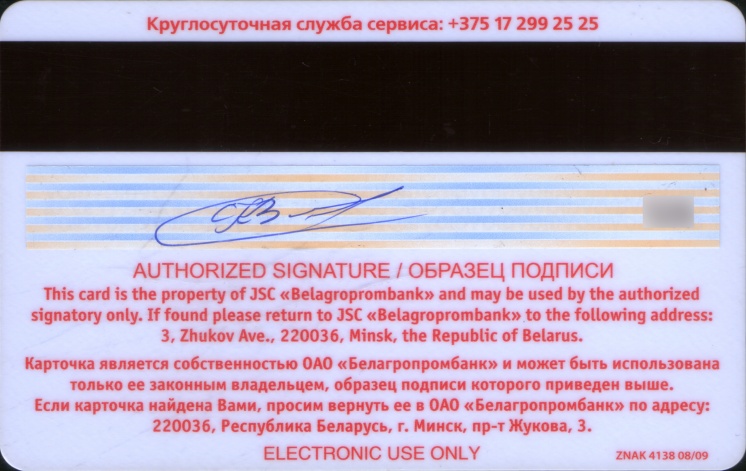 Круглосуточная служба сервиса: +375 17 299 25 25
AUTHORIZED SIGNATURE / ОБРАЗЕЦ ПОДПИСИ
This card is the property of JSC «Belagroprombank» and may be used by the authorized
signatory only. If found please return to JSC «Belagroprombank» to the following address:
3, Zhukov Ave., 220036, Minsk, the Republic of Belarus.
Карточка является собственностью ОАО «Белагропромбанк» и может быть использована
только ее законным владельцем, образец подписи которого приведен выше.
Если карточка найдена Вами, просим вернуть ее в ОАО «Белагропромбанк» по адресу:
220036, Республика Беларусь, г. Минск, пр-т Жукова, 3.
ELECTRONIC USE ONLY
ZNAK 4138 08/09